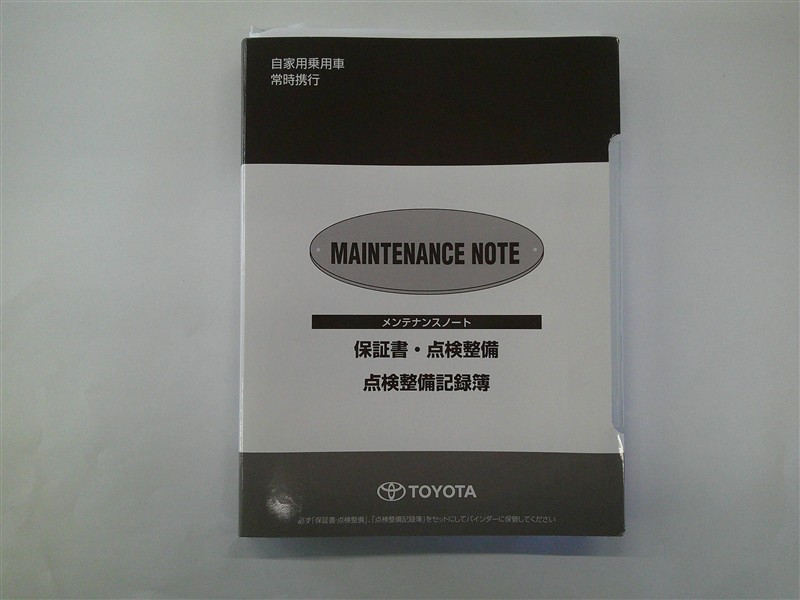 自家用乗用車
常時携行
MAINTENANCE NOTE
メンテナンスノート
保証書・点検整備
点検整備記録簿
TOYOTA
必ず「保証書・点検整備」、「点検整備記録簿」をセットにしてバインダーに保管してください